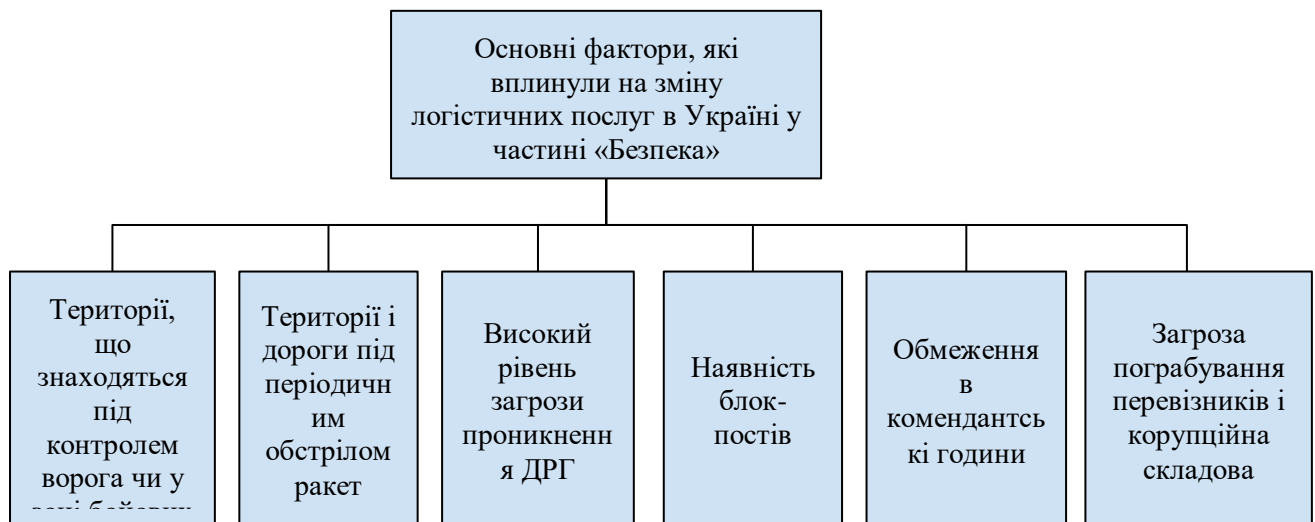 Основні фактори, які
вплинули на зміну
логістичних послуг в Україні у
частині «Безпека»
Території,
що
знаходяться
під
контролем
ворога чи у
Території і
дороги під
періодичн
им
обстрілом
ракет
Високий
рівень
загрози
проникненн
я ДРГ
Наявність
блок-
постів
Обмеження
в
комендантсь
кі години
Загроза
пограбування
перевізників і
корупційна
складова